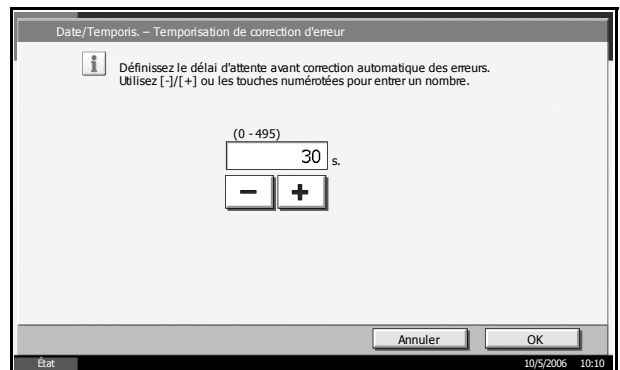 Date/Temporis. – Temporisation de correction d'erreur
Définissez le délai d'attente avant correction automatique des erreurs.
Utilisez [-]/[+] ou les touches numérotées pour entrer un nombre.
(0 - 495)
30 s.
− +
Annuler OK
État 10/5/2006 10:10